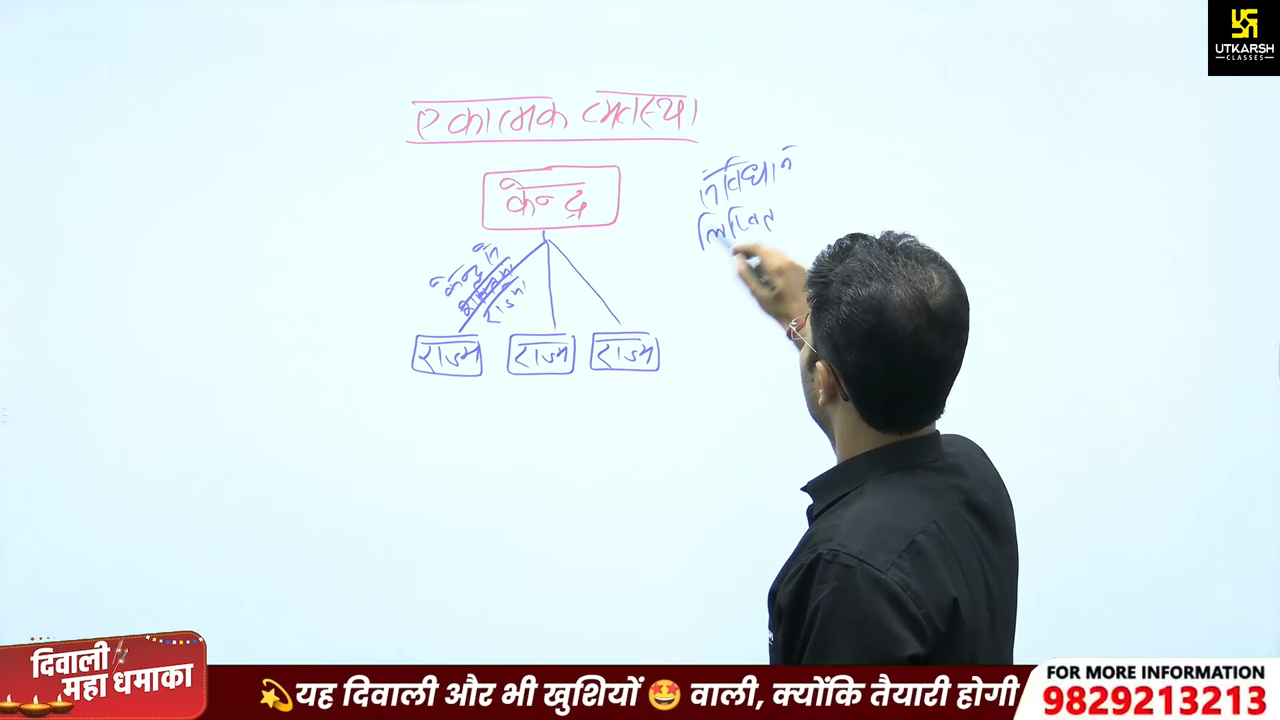 UTKARSH
CLASSES
एकात्मक व्यवस्था
केन्द्र
संविधान
लिखित
राज्य राज्य राज्य
दिवाली
महा धमाका
यह दिवाली और भी खुशियों 🤩 वाली, क्योंकि तैयारी होगी
FOR MORE INFORMATION
9829213213